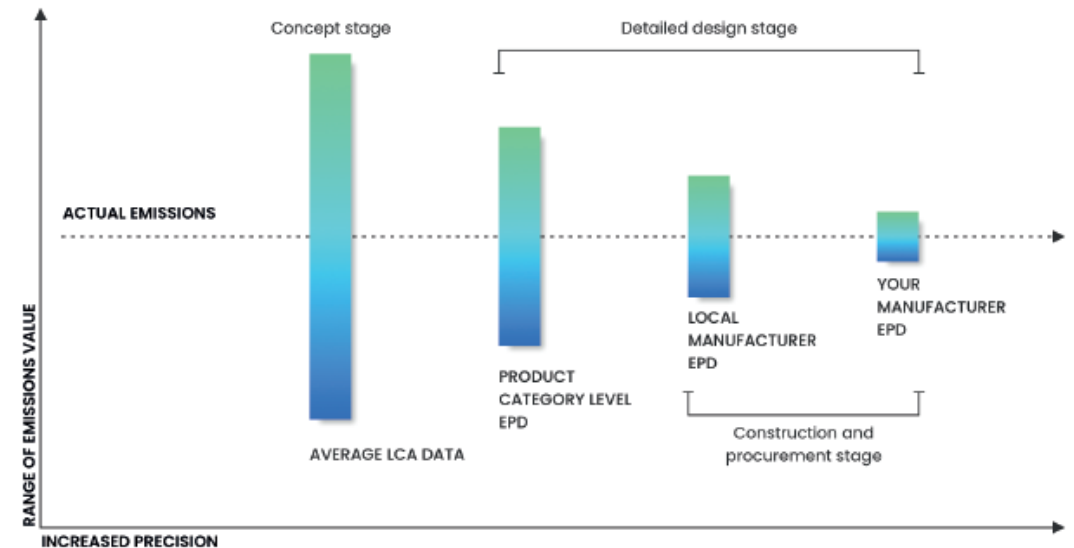 Concept stage
Detailed design stage
ACTUAL EMISSIONS
YOUR
MANUFACTURER
EPD
LOCAL
MANUFACTURER
EPD
PRODUCT
CATEGORY LEVEL
EPD
Construction and
procurement stage
AVERAGE LCA DATA
RANGE OF EMISSIONS VALUE
INCREASED PRECISION